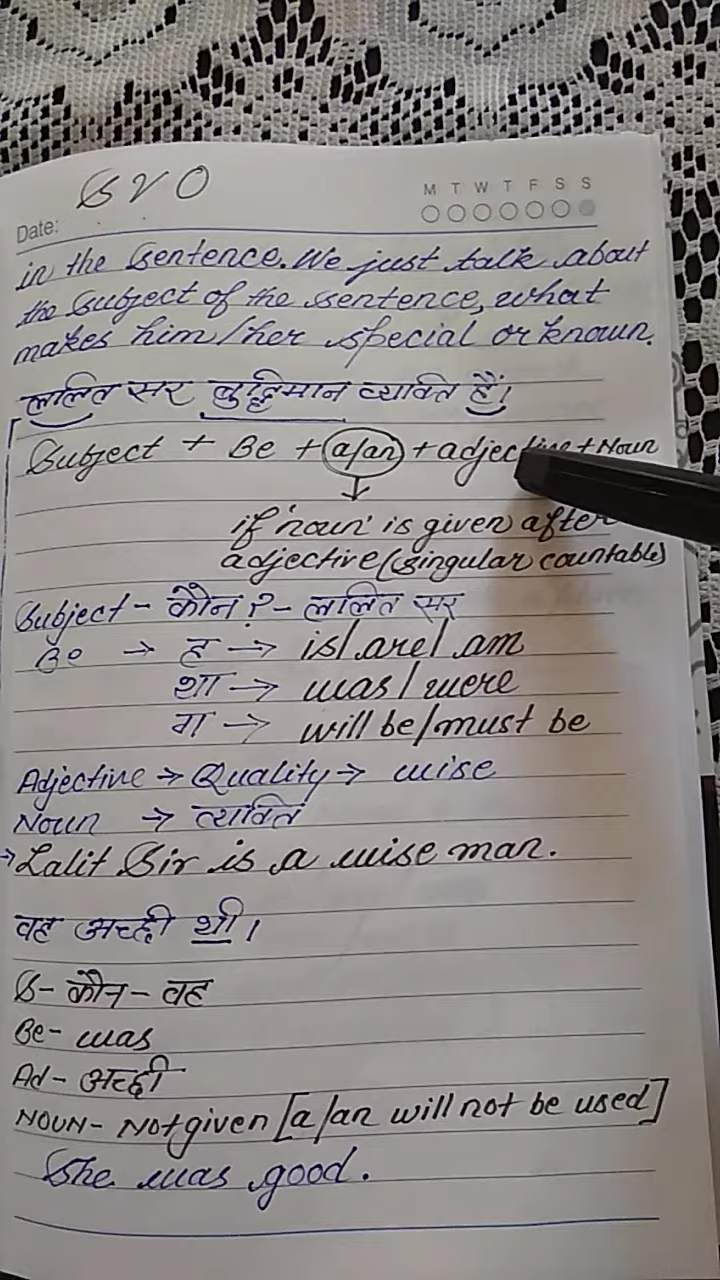 SVO
M T W T F S S
Date:
in the sentence. We just talk about
the subject of the sentence, what
makes him/her special or known.
ललित सर बुद्धिमान व्यक्ति हैं।
Subject + Be + a/an + adjective + Noun
if 'noun' is given after
adjective (singular countable)
Subject - कौन? - ललित सर
Be → ह → is/are/am
था → was/were
गा → will be/must be
Adjective → Quality → wise
Noun → व्यक्ति
→ Lalit Sir is a wise man.
वह अच्छी थी।
S - कौन - वह
Be - was
Ad - अच्छी
NOUN - Not given [a/an will not be used]
She was good.